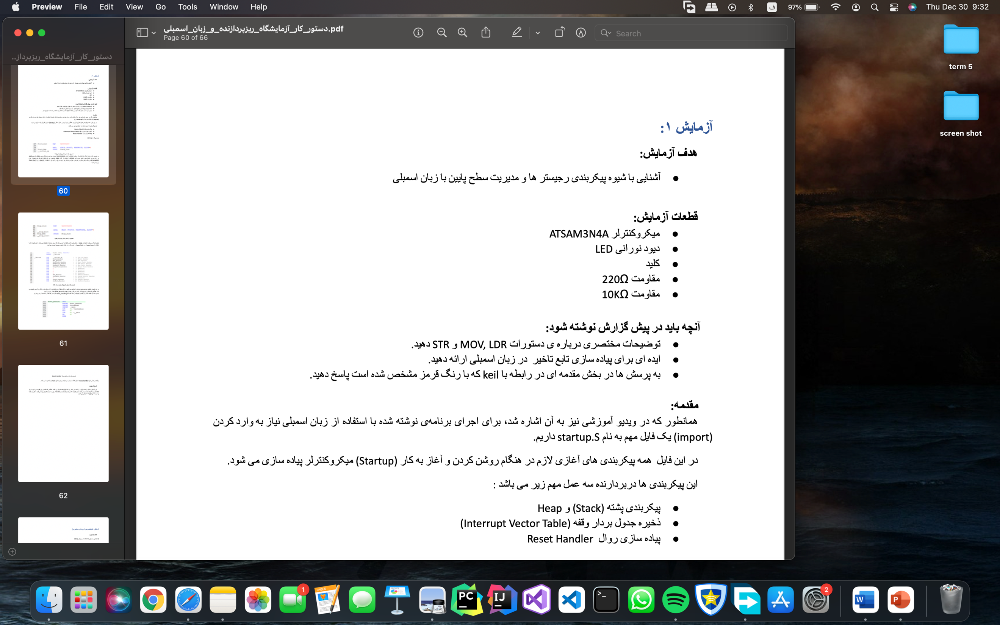 Preview File Edit View Go Tools Window Help
97%
Thu Dec 30 9:32
دستور_کار_آزمایشگاه_ریزپرداز...
دستور_کار_آزمایشگاه_ریزپردازنده_و_زبان_اسمبلی.pdf
Page 60 of 66
Search
term 5
screen shot
60
61
62
آزمایش ۱:
هدف آزمایش:
● آشنایی با شیوه پیکربندی رجیستر ها و مدیریت سطح پایین با زبان اسمبلی
قطعات آزمایش:
● میکروکنترلر ATSAM3N4A
● دیود نورانی LED
● کلید
● مقاومت 220Ω
● مقاومت 10KΩ
آنچه باید در پیش گزارش نوشته شود:
● توضیحات مختصری درباره ی دستورات MOV, LDR و STR دهید.
● ایده ای برای پیاده سازی تابع تاخیر در زبان اسمبلی ارائه دهید.
● به پرسش ها در بخش مقدمه ای در رابطه با keil که با رنگ قرمز مشخص شده است پاسخ دهید.
مقدمه:
همانطور که در ویدیو آموزشی نیز به آن اشاره شد، برای اجرای برنامه‌ی نوشته شده با استفاده از زبان اسمبلی نیاز به وارد کردن
(import) یک فایل مهم به نام startup.S داریم.
در این فایل همه پیکربندی های آغازی لازم در هنگام روشن کردن و آغاز به کار (Startup) میکروکنترلر پیاده سازی می شود.
این پیکربندی ها دربردارنده سه عمل مهم زیر می باشد :
● پیکربندی پشته (Stack) و Heap
● ذخیره جدول بردار وقفه (Interrupt Vector Table)
● پیاده سازی روال Reset Handler
1
PAGES
PC
IJ
2
W
P